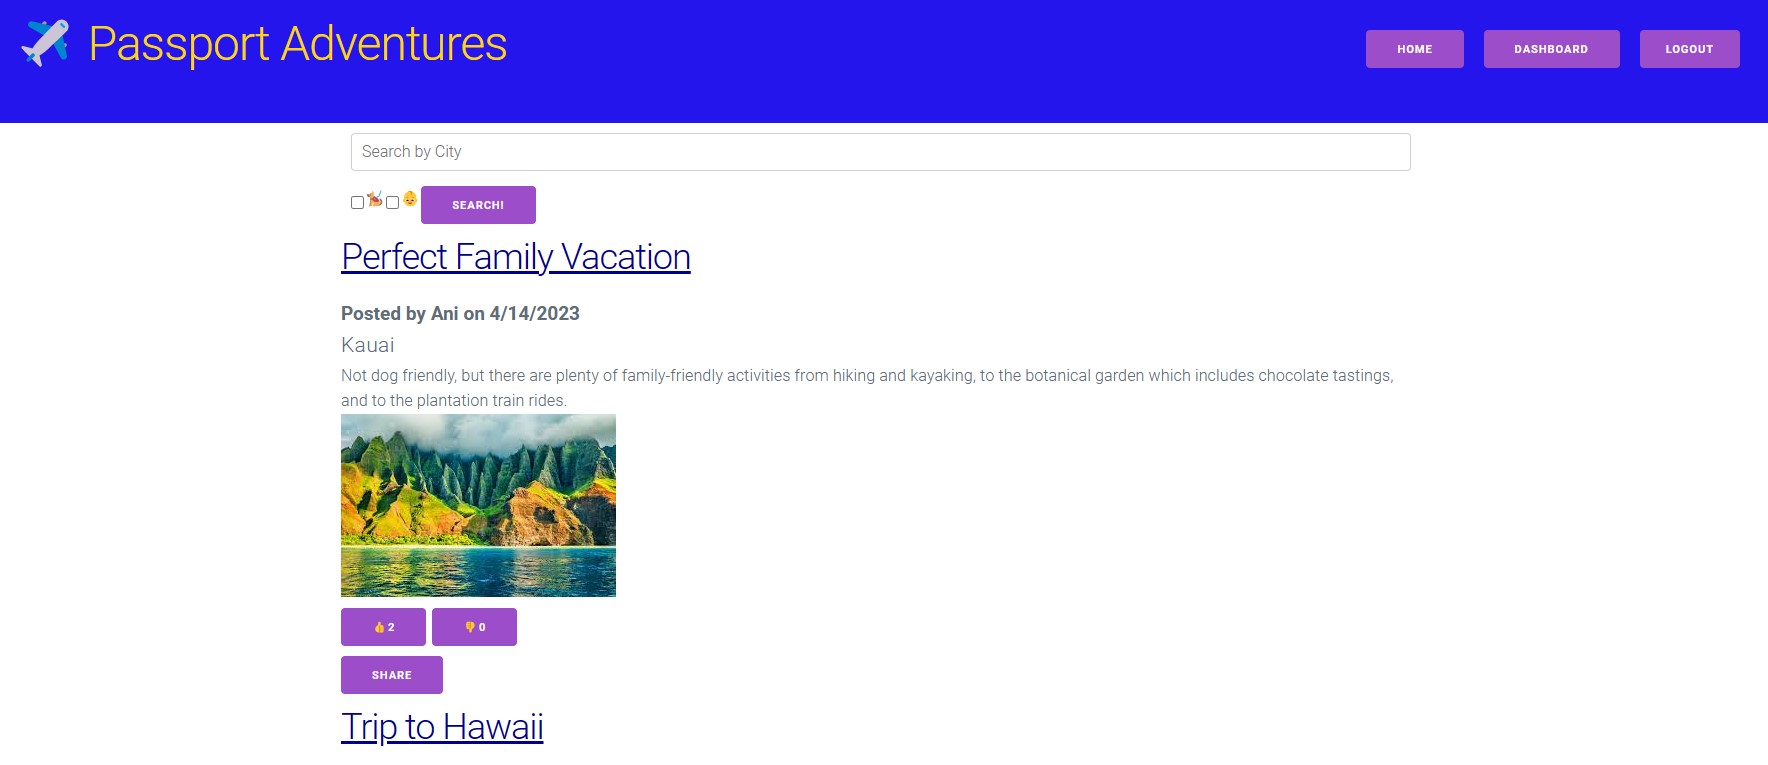 Passport Adventures
HOME
DASHBOARD
LOGOUT
Search by City
SEARCH!
Perfect Family Vacation
Posted by Ani on 4/14/2023
Kauai
Not dog friendly, but there are plenty of family-friendly activities from hiking and kayaking, to the botanical garden which includes chocolate tastings,
and to the plantation train rides.
👍 2
👎 0
SHARE
Trip to Hawaii